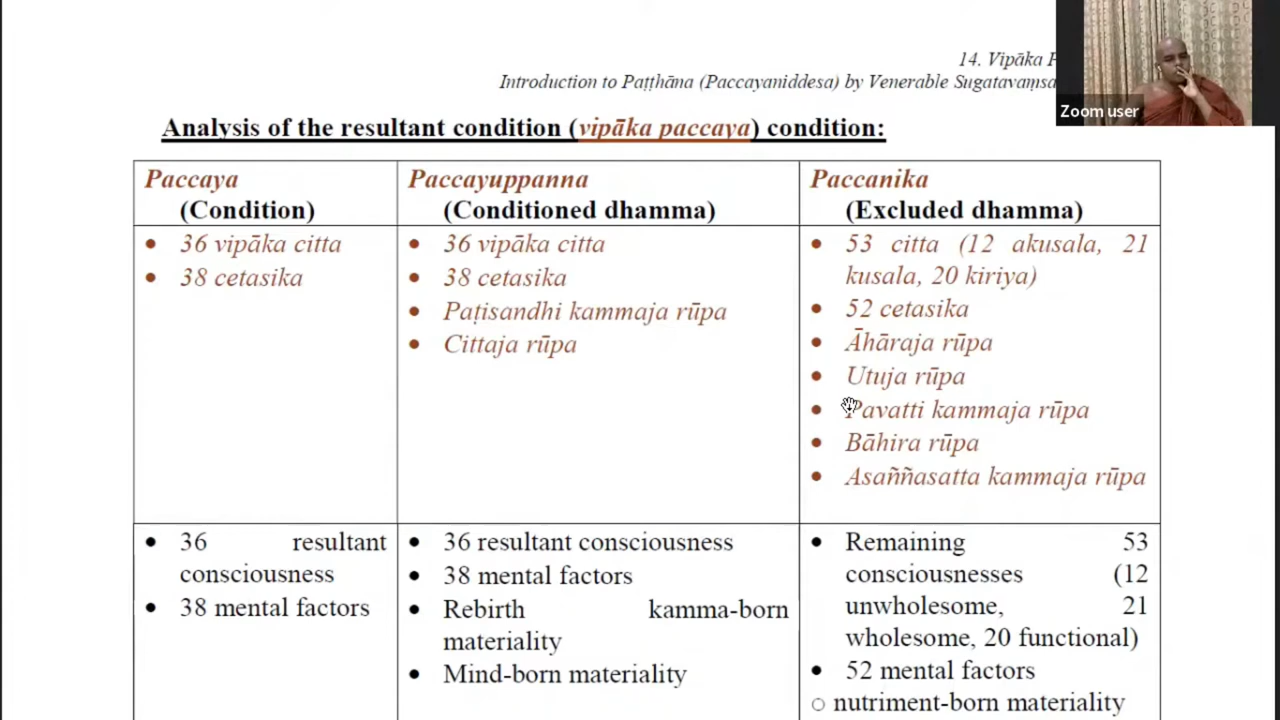 14. Vipāka P
Introduction to Paṭṭhāna (Paccayaniddesa) by Venerable Sugatavaṃsa
Zoom user
Analysis of the resultant condition (vipāka paccaya) condition:
Paccaya
(Condition)
• 36 vipāka citta
• 38 cetasika
Paccayuppanna
(Conditioned dhamma)
• 36 vipāka citta
• 38 cetasika
• Paṭisandhi kammaja rūpa
• Cittaja rūpa
Paccanika
(Excluded dhamma)
• 53 citta (12 akusala, 21
kusala, 20 kiriya)
• 52 cetasika
• Āhāraja rūpa
• Utuja rūpa
• Pavatti kammaja rūpa
• Bāhira rūpa
• Asaññasatta kammaja rūpa
• 36 resultant
consciousness
• 38 mental factors
• 36 resultant consciousness
• 38 mental factors
• Rebirth kamma-born
materiality
• Mind-born materiality
• Remaining 53
consciousnesses (12
unwholesome, 21
wholesome, 20 functional)
• 52 mental factors
○ nutriment-born materiality